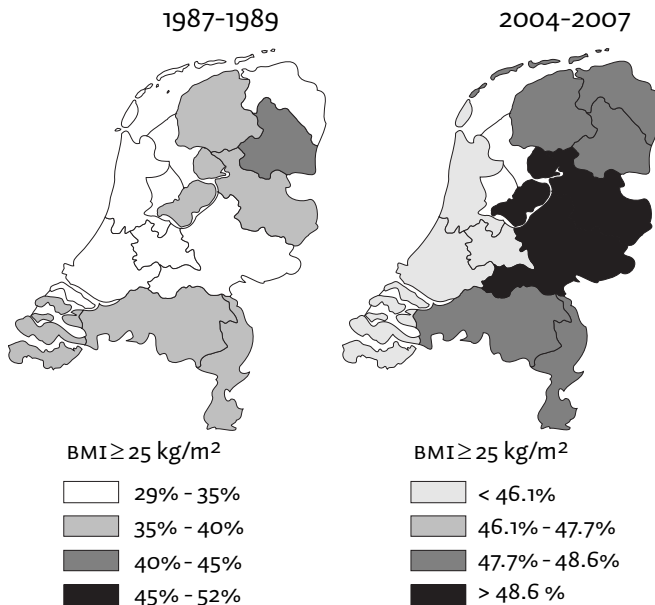 1987-1989
2004-2007
BMI ≥ 25 kg/m²
29% - 35%
35% - 40%
40% - 45%
45% - 52%
BMI ≥ 25 kg/m²
< 46.1%
46.1% - 47.7%
47.7% - 48.6%
> 48.6 %